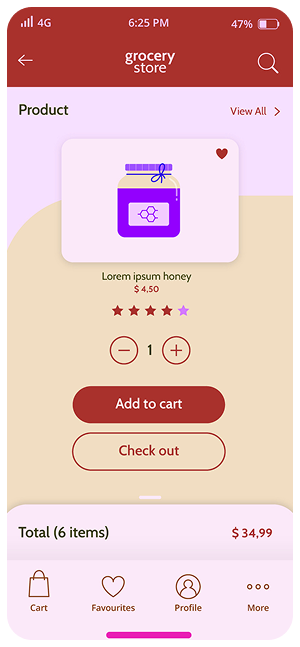 4G 6:25 PM 47%
grocery
store
Product View All
Lorem ipsum honey
$ 4,50
1
Add to cart
Check out
Total (6 items) $ 34,99
Cart Favourites Profile More